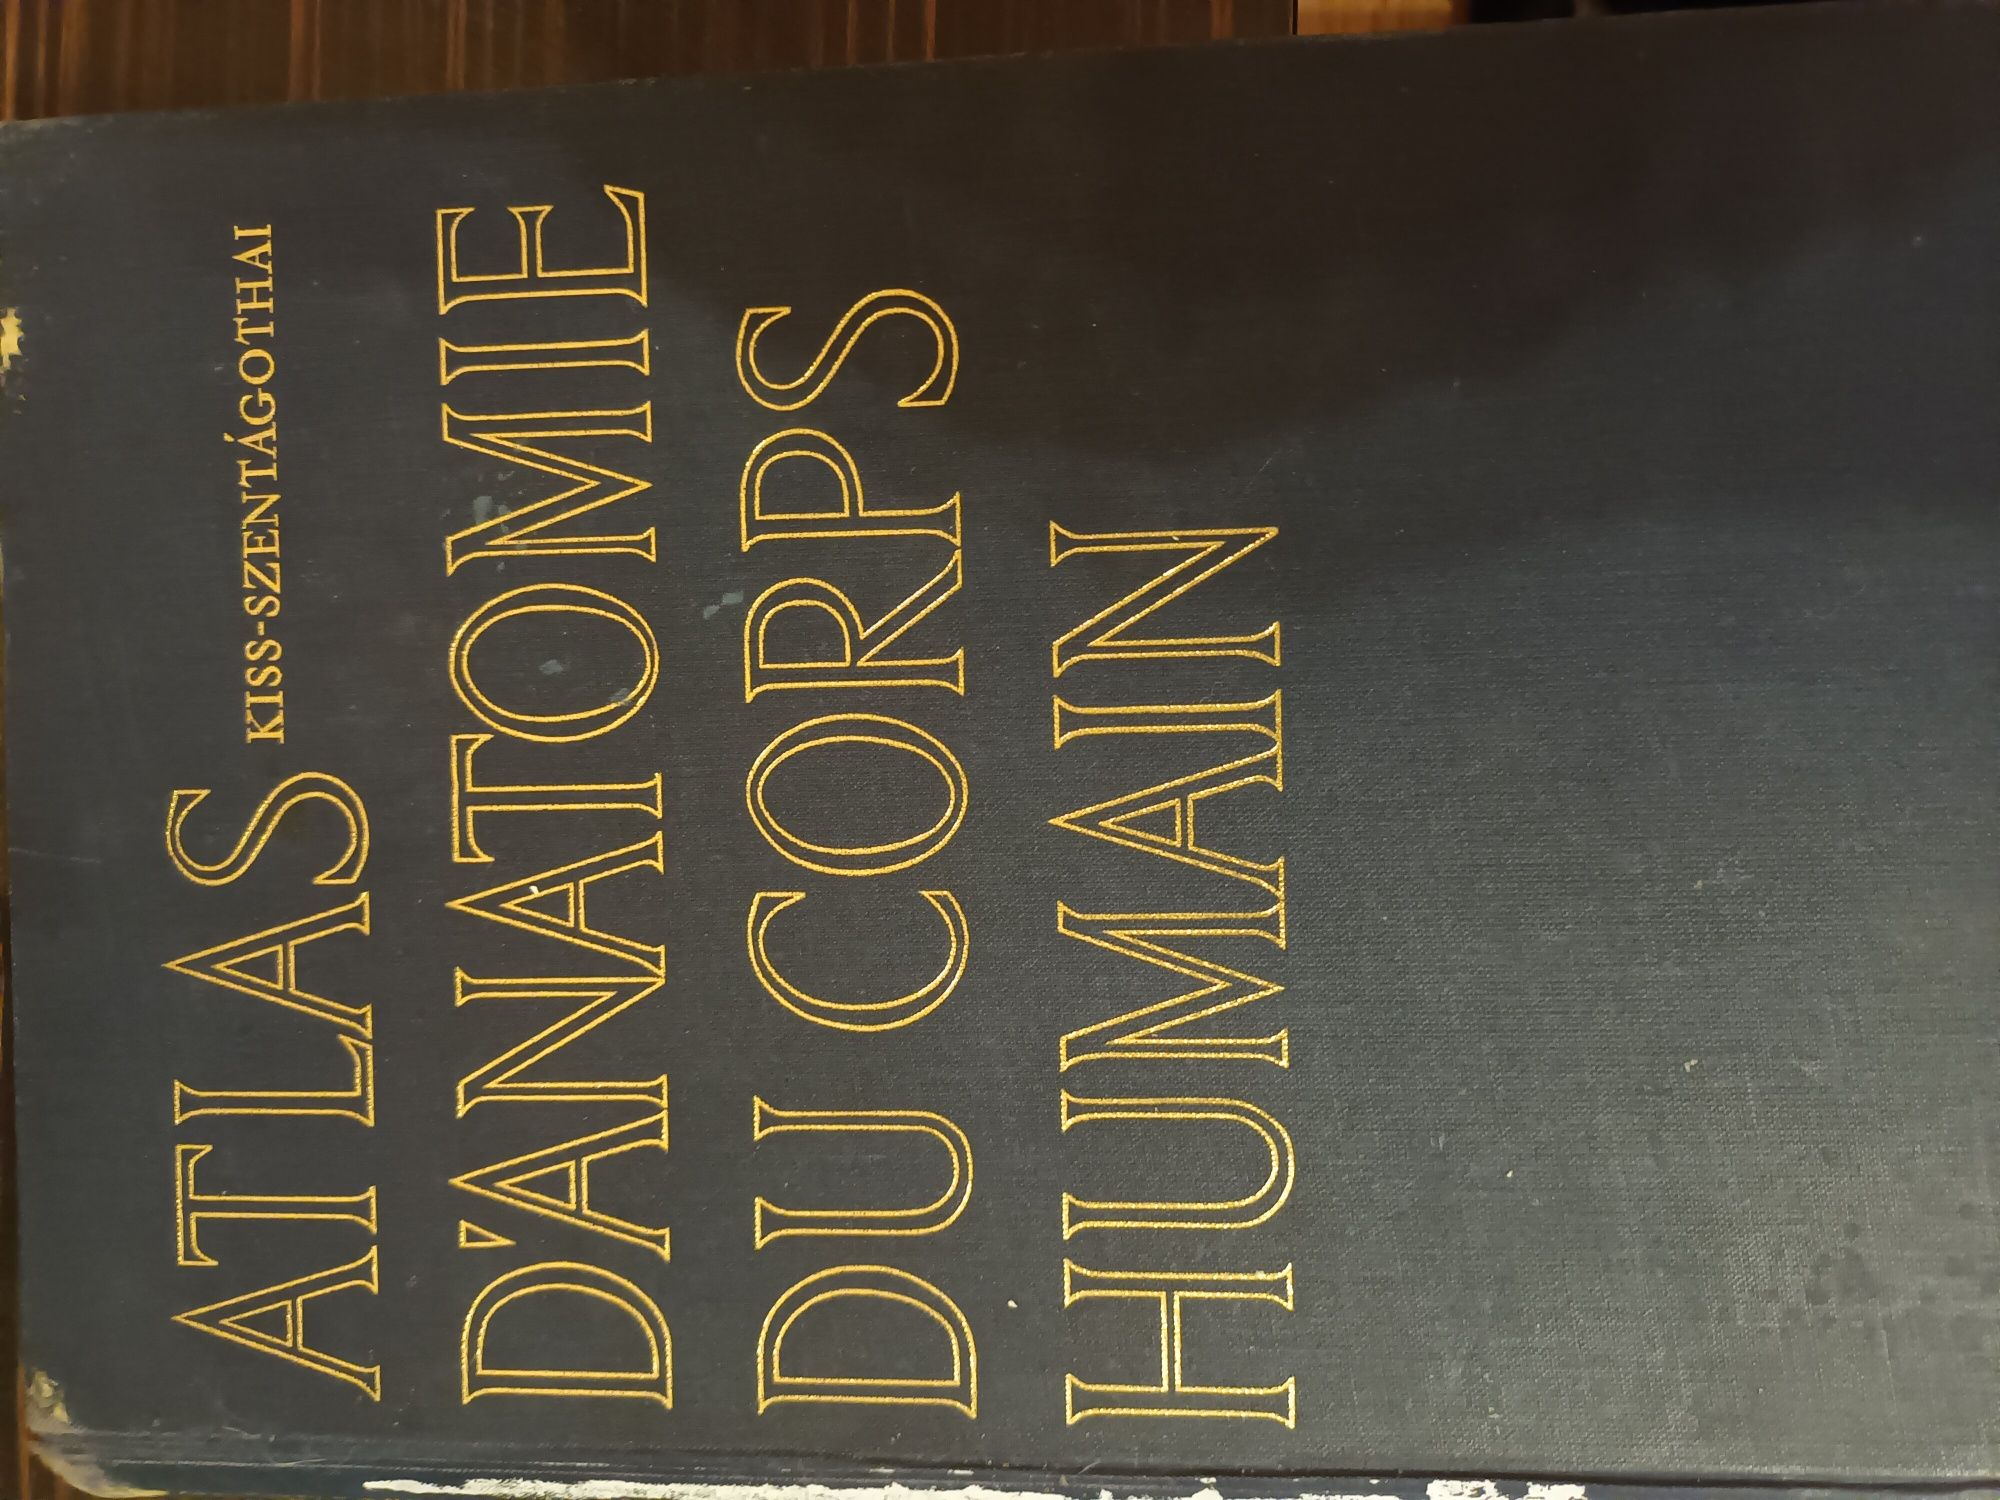 ATLAS KISS-SZENTÁGOTHAI
D'ANATOMIE
DU CORPS
HUMAIN